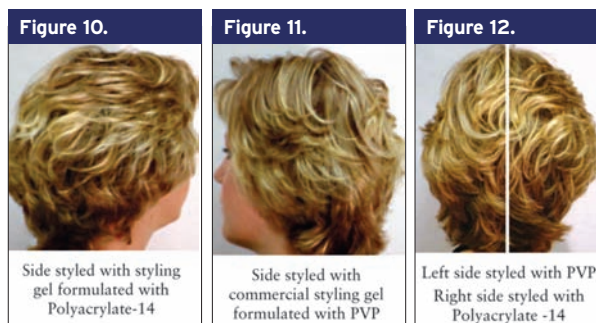 Figure 10.
Side styled with styling
gel formulated with
Polyacrylate-14
Figure 11.
Side styled with
commercial styling gel
formulated with PVP
Figure 12.
Left side styled with PVP
Right side styled with
Polyacrylate -14